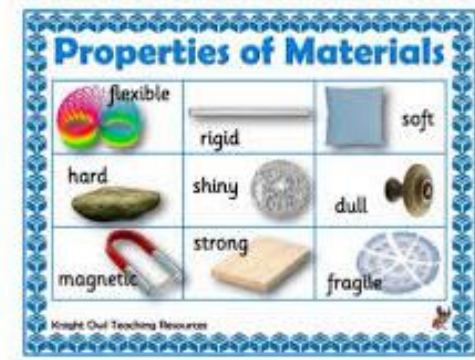 Properties of Materials
flexible
rigid
soft
hard
shiny
dull
magnetic
strong
fragile
Knight Owl Teaching Resources